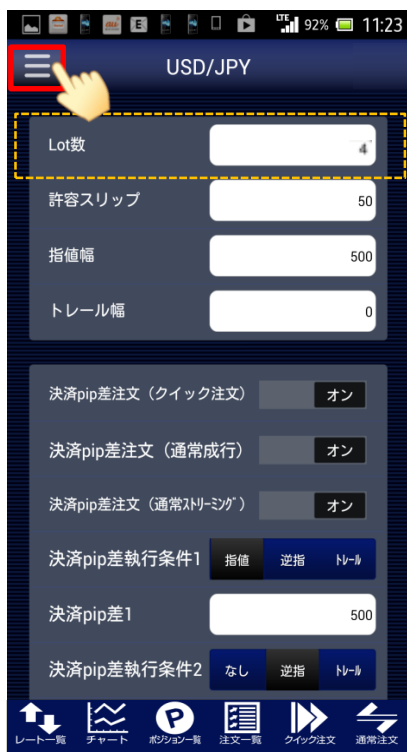 LTE 92% 11:23
USD/JPY
Lot数 4
許容スリップ 50
指値幅 500
トレール幅 0
決済pip差注文（クイック注文） オン
決済pip差注文（通常成行） オン
決済pip差注文（通常ｽﾄﾘｰﾐﾝｸﾞ） オン
決済pip差執行条件1 指値 逆指 ﾄﾚｰﾙ
決済pip差1 500
決済pip差執行条件2 なし 逆指 ﾄﾚｰﾙ
レート一覧 チャート ポジション一覧 注文一覧 クイック注文 通常注文